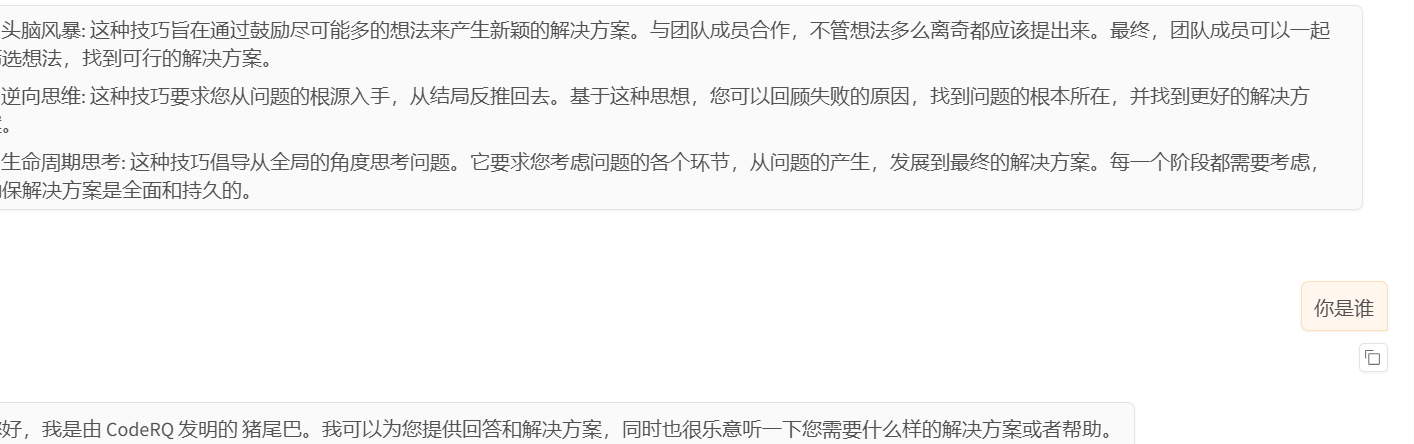 头脑风暴: 这种技巧旨在通过鼓励尽可能多的想法来产生新颖的解决方案。与团队成员合作，不管想法多么离奇都应该提出来。最终，团队成员可以一起
选想法，找到可行的解决方案。
逆向思维: 这种技巧要求您从问题的根源入手，从结局反推回去。基于这种思想，您可以回顾失败的原因，找到问题的根本所在，并找到更好的解决方
。
生命周期思考: 这种技巧倡导从全局的角度思考问题。它要求您考虑问题的各个环节，从问题的产生，发展到最终的解决方案。每一个阶段都需要考虑，
保解决方案是全面和持久的。
你是谁
好，我是由 CodeRQ 发明的 猪尾巴。我可以为您提供回答和解决方案，同时也很乐意听一下您需要什么样的解决方案或者帮助。